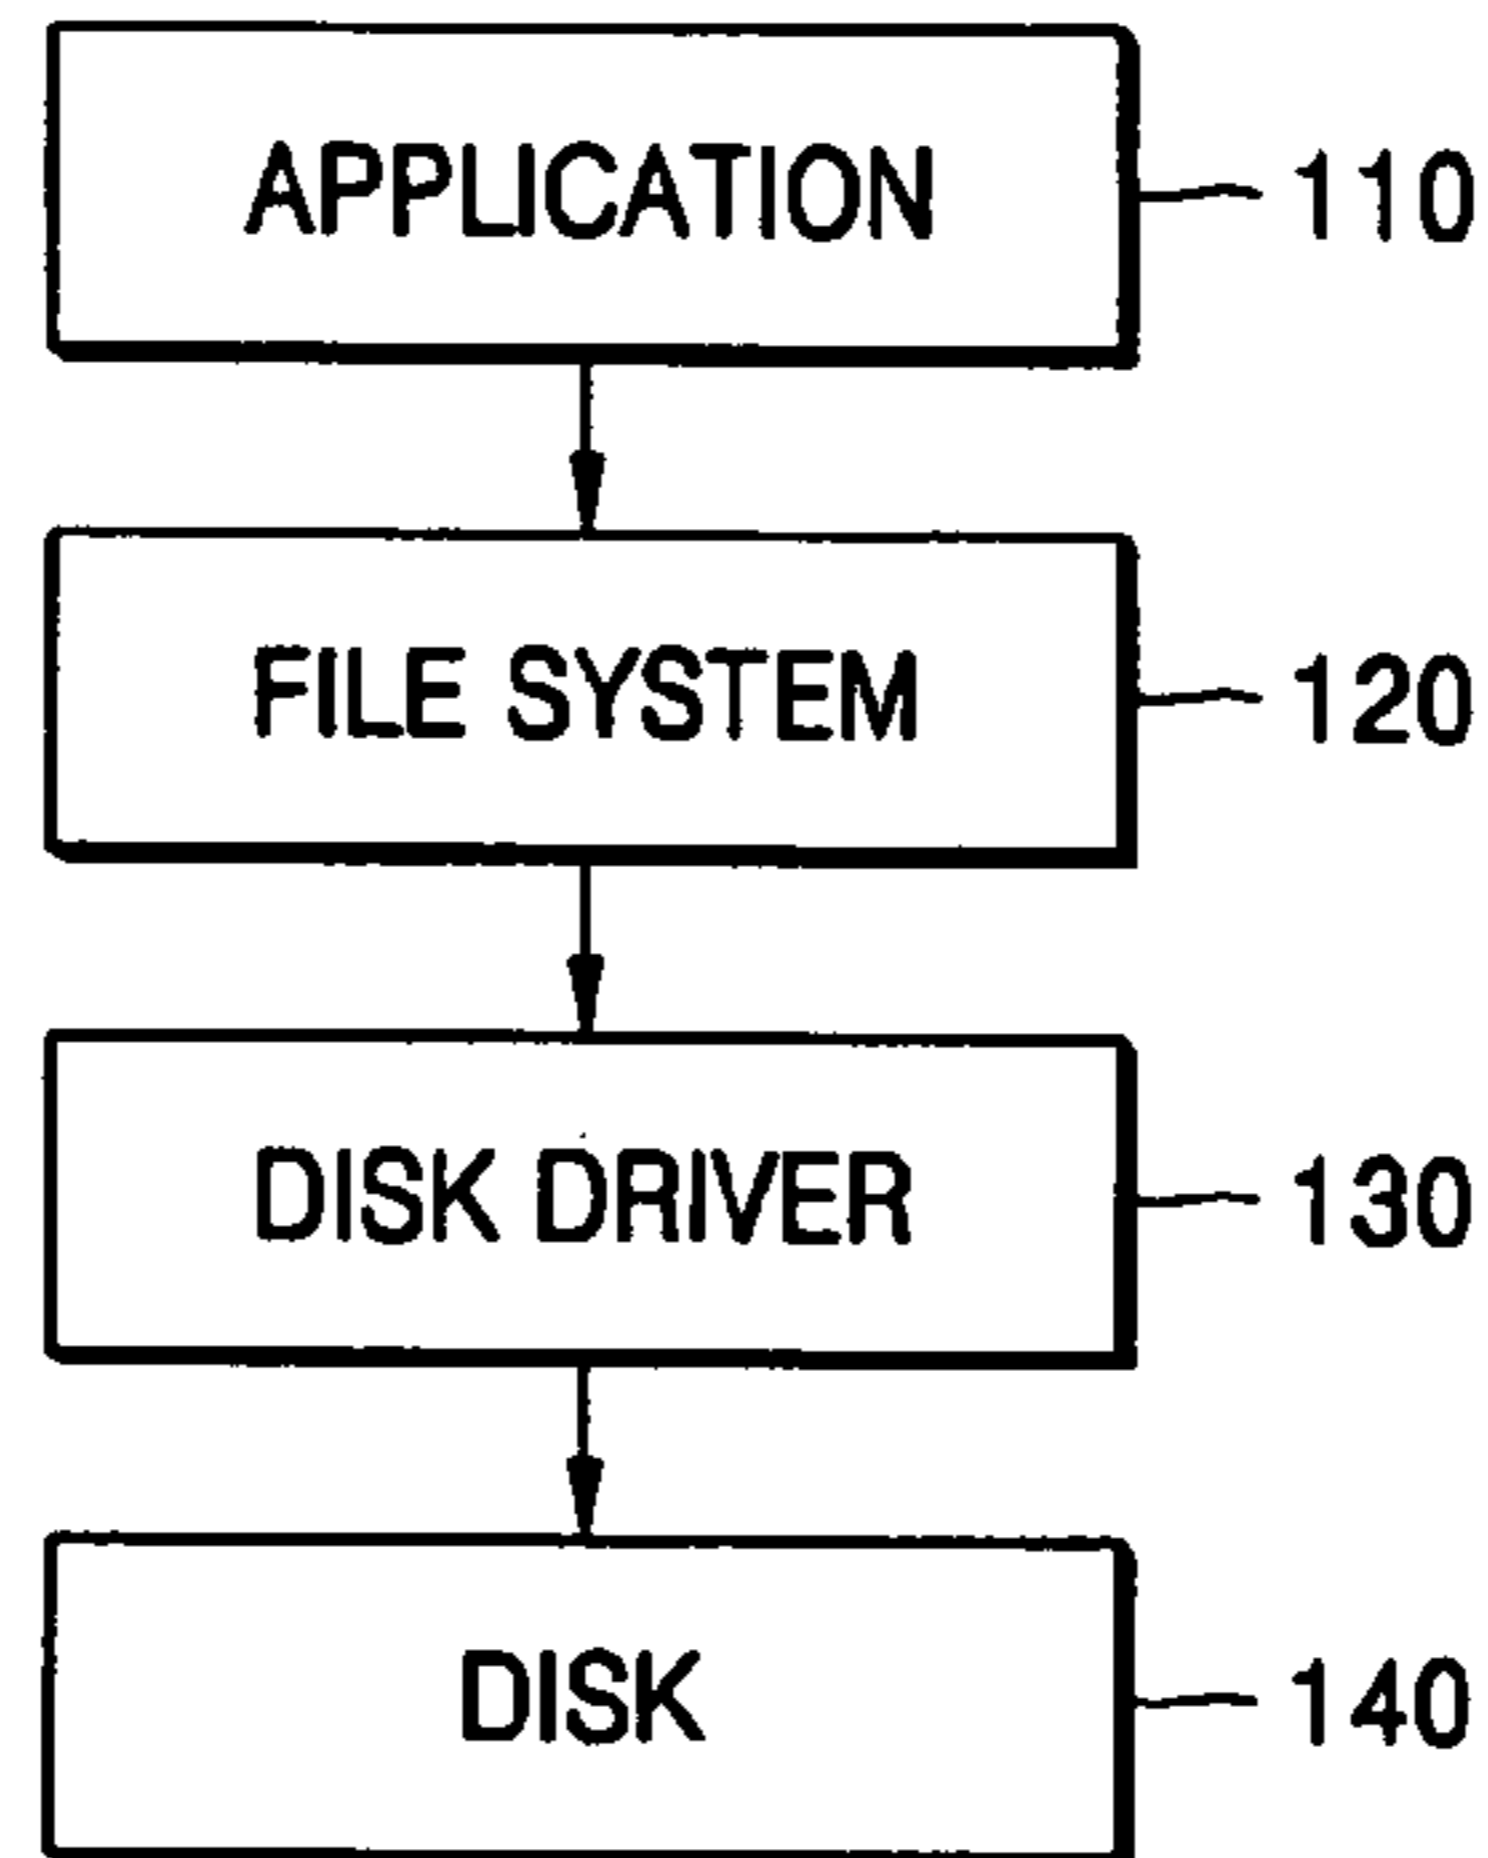 APPLICATION
110
FILE SYSTEM
120
DISK DRIVER
130
DISK
140